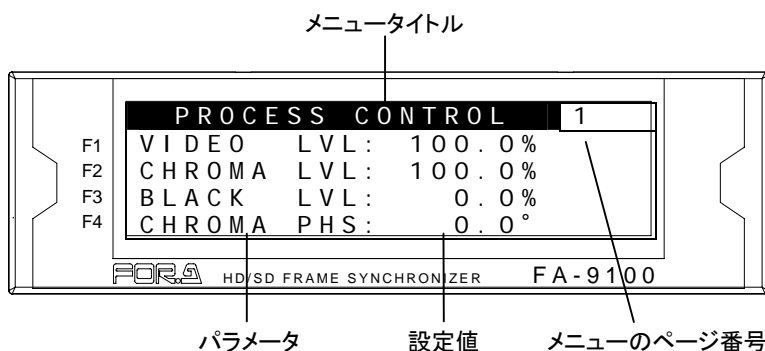 メニュータイトル
PROCESS CONTROL 1
F1 VIDEO LVL: 100.0%
F2 CHROMA LVL: 100.0%
F3 BLACK LVL: 0.0%
F4 CHROMA PHS: 0.0°
FOR.A HD/SD FRAME SYNCHRONIZER FA-9100
パラメータ 設定値 メニューのページ番号